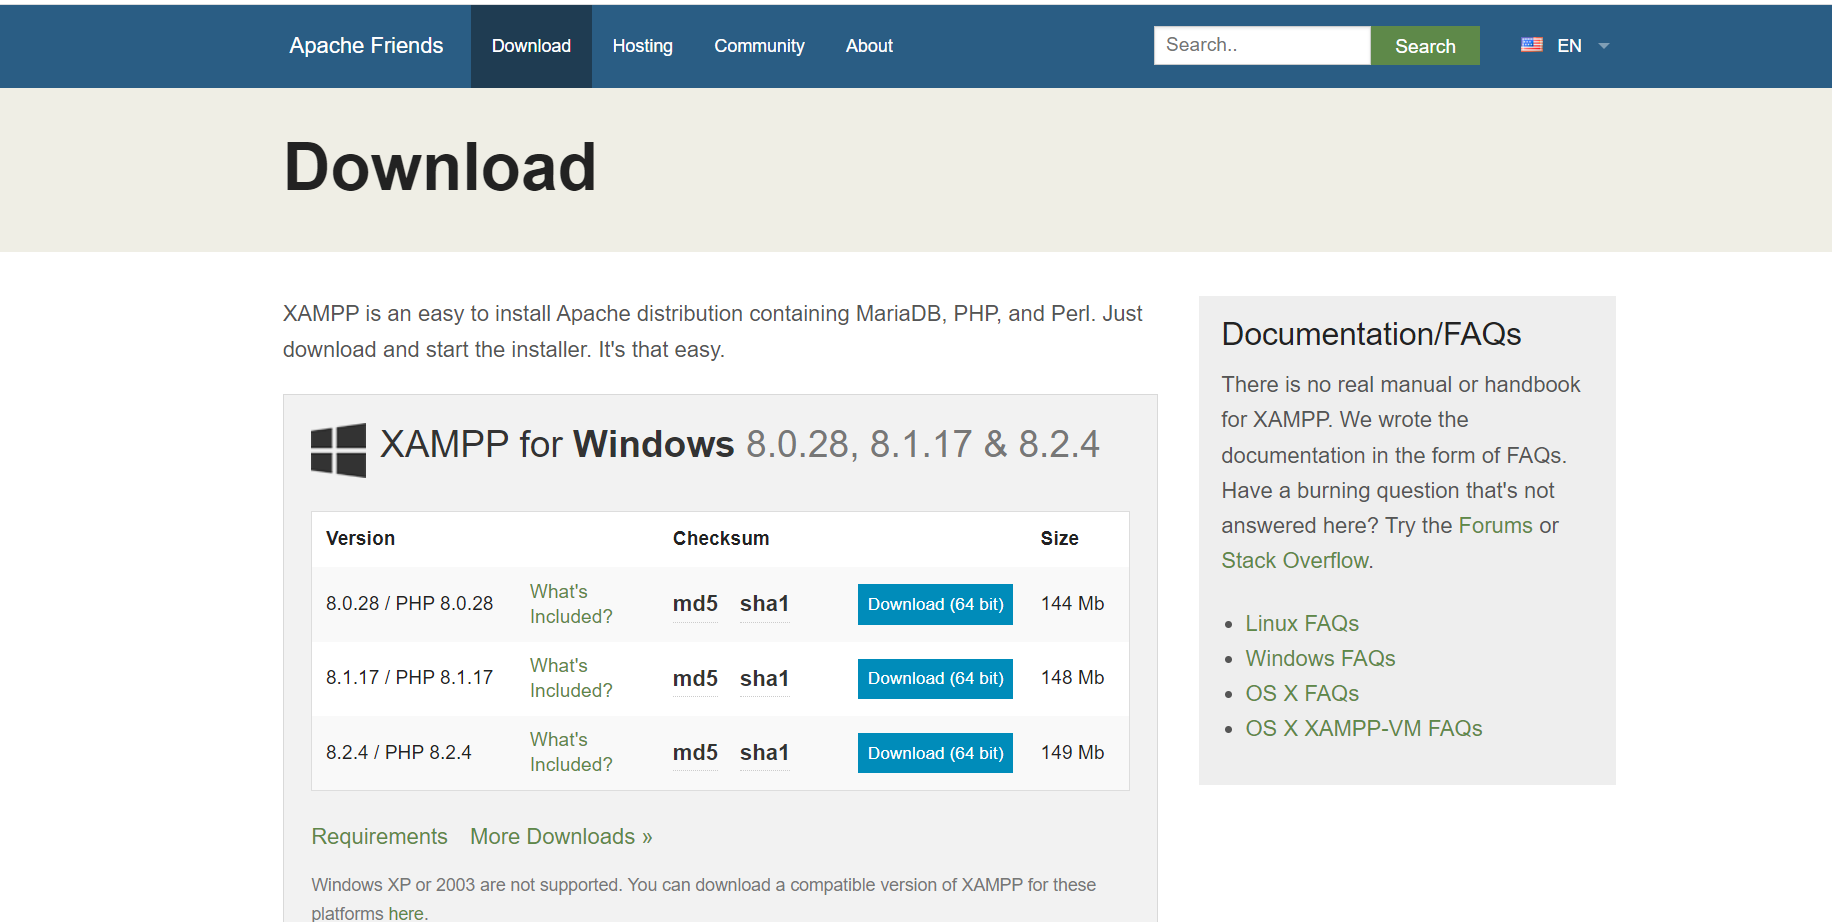 Apache Friends Download Hosting Community About Search.. Search EN
Download
XAMPP is an easy to install Apache distribution containing MariaDB, PHP, and Perl. Just
download and start the installer. It's that easy.
XAMPP for Windows 8.0.28, 8.1.17 & 8.2.4
Version Checksum Size
8.0.28 / PHP 8.0.28 What's Included? md5 sha1 Download (64 bit) 144 Mb
8.1.17 / PHP 8.1.17 What's Included? md5 sha1 Download (64 bit) 148 Mb
8.2.4 / PHP 8.2.4 What's Included? md5 sha1 Download (64 bit) 149 Mb
Requirements More Downloads »
Windows XP or 2003 are not supported. You can download a compatible version of XAMPP for these
platforms here.
Documentation/FAQs
There is no real manual or handbook
for XAMPP. We wrote the
documentation in the form of FAQs.
Have a burning question that's not
answered here? Try the Forums or
Stack Overflow.
Linux FAQs
Windows FAQs
OS X FAQs
OS X XAMPP-VM FAQs